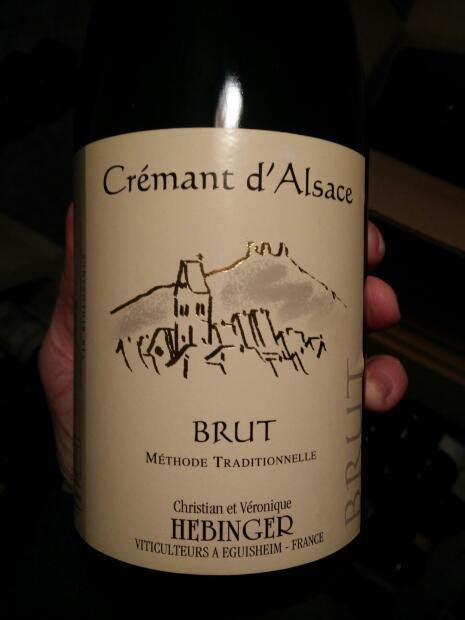 Crémant d'Alsace
BRUT
MÉTHODE TRADITIONNELLE
BRUT
Christian et Véronique
HEBINGER
VITICULTEURS A EGUISHEIM - FRANCE